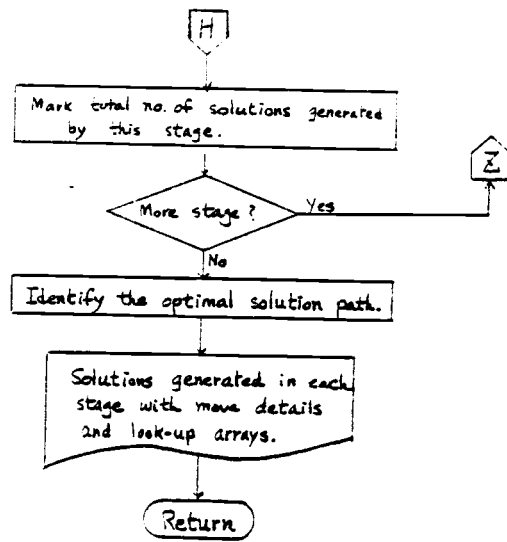 H
Mark total no. of solutions generated
by this stage.
Z
More stage?
Yes
No
Identify the optimal solution path.
Solutions generated in each
stage with move details
and look-up arrays.
Return